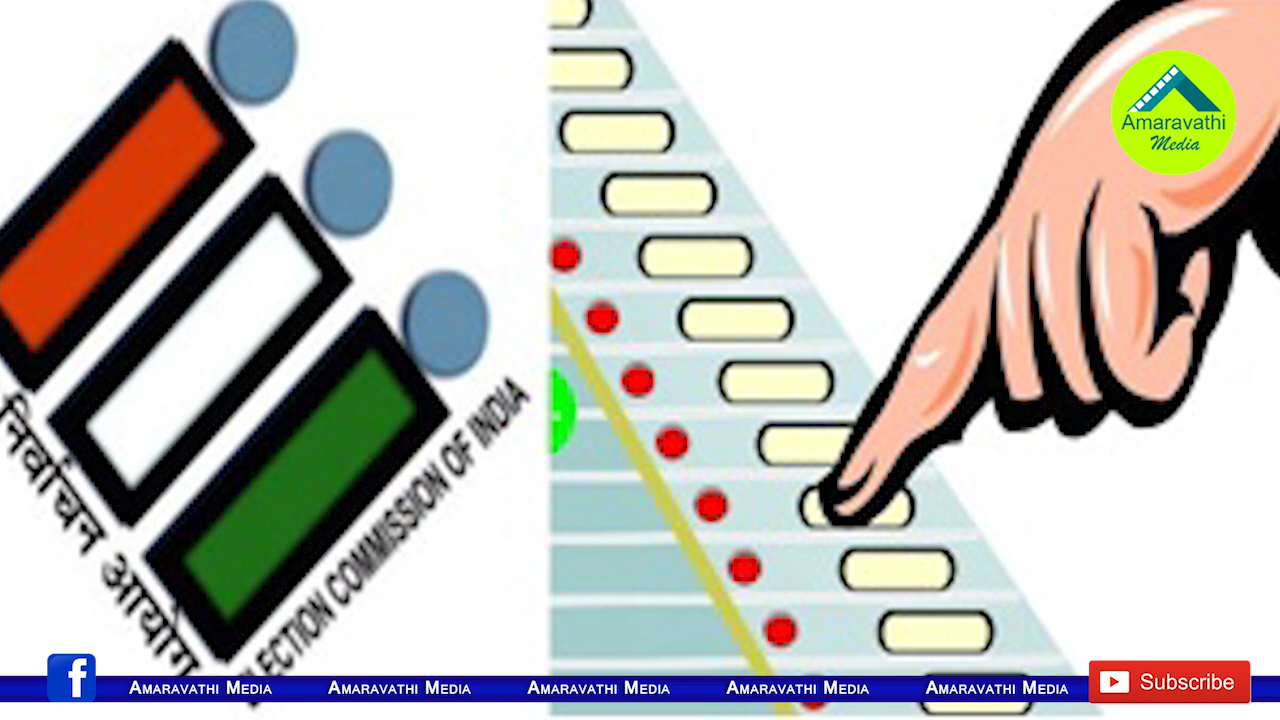 निर्वाचन आयोग
ELECTION COMMISSION OF INDIA
Amaravathi
Media
f
Amaravathi Media Amaravathi Media Amaravathi Media Amaravathi Media Amaravathi Media
Subscribe